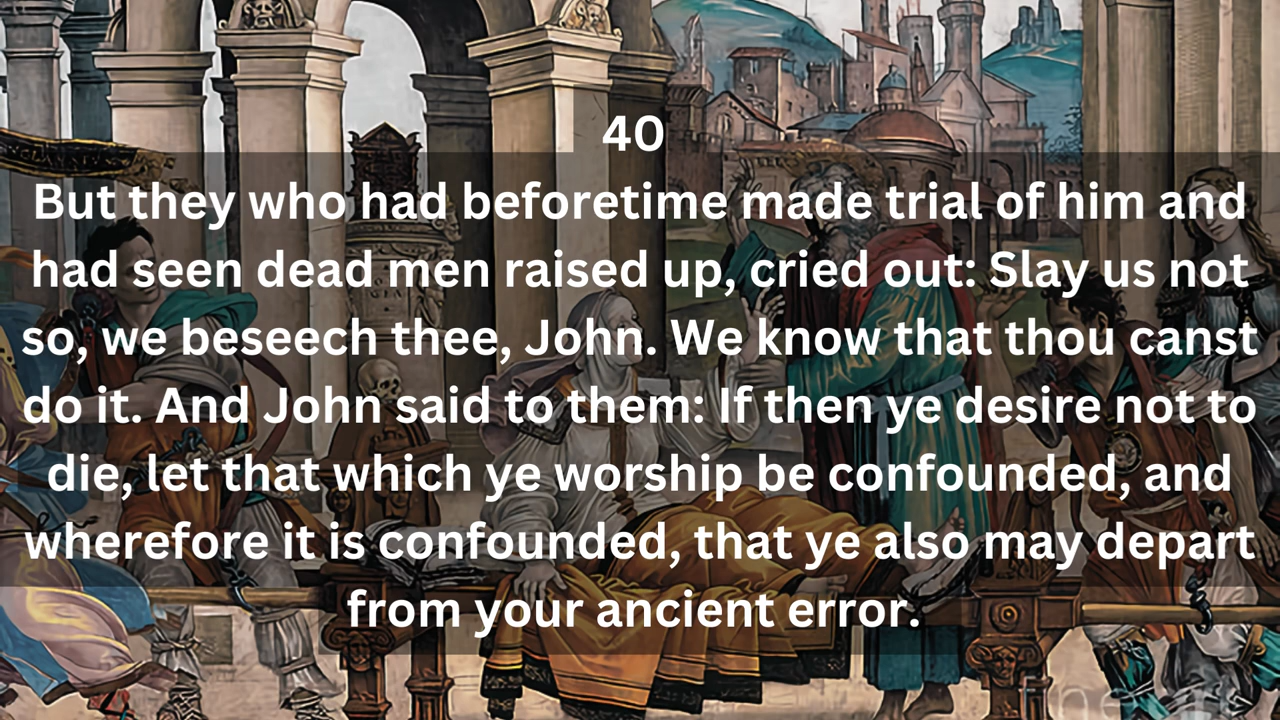 40
But they who had beforetime made trial of him and
had seen dead men raised up, cried out: Slay us not
so, we beseech thee, John. We know that thou canst
do it. And John said to them: If then ye desire not to
die, let that which ye worship be confounded, and
wherefore it is confounded, that ye also may depart
from your ancient error.